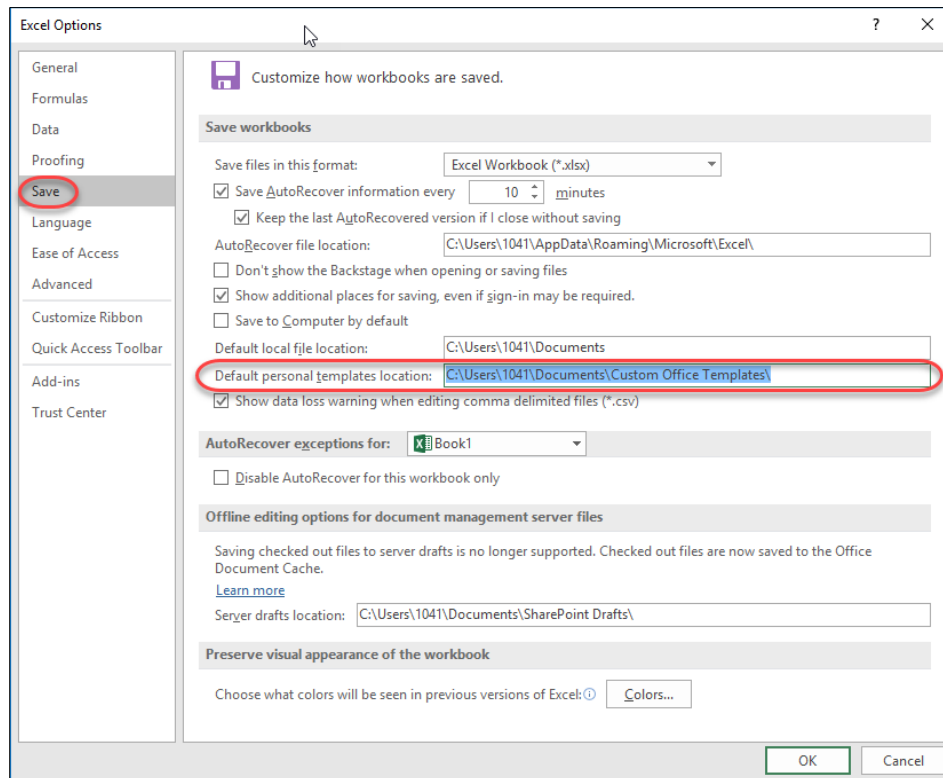 Excel Options
?
General
Formulas
Data
Proofing
Save
Language
Ease of Access
Advanced
Customize Ribbon
Quick Access Toolbar
Add-ins
Trust Center
Customize how workbooks are saved.
Save workbooks
Save files in this format: Excel Workbook (*.xlsx)
Save AutoRecover information every 10 minutes
Keep the last AutoRecovered version if I close without saving
AutoRecover file location: C:\Users\1041\AppData\Roaming\Microsoft\Excel\
Don't show the Backstage when opening or saving files
Show additional places for saving, even if sign-in may be required.
Save to Computer by default
Default local file location: C:\Users\1041\Documents
Default personal templates location: C:\Users\1041\Documents\Custom Office Templates\
Show data loss warning when editing comma delimited files (*.csv)
AutoRecover exceptions for: Book1
Disable AutoRecover for this workbook only
Offline editing options for document management server files
Saving checked out files to server drafts is no longer supported. Checked out files are now saved to the Office
Document Cache.
Learn more
Server drafts location: C:\Users\1041\Documents\SharePoint Drafts\
Preserve visual appearance of the workbook
Choose what colors will be seen in previous versions of Excel: Colors...
OK Cancel